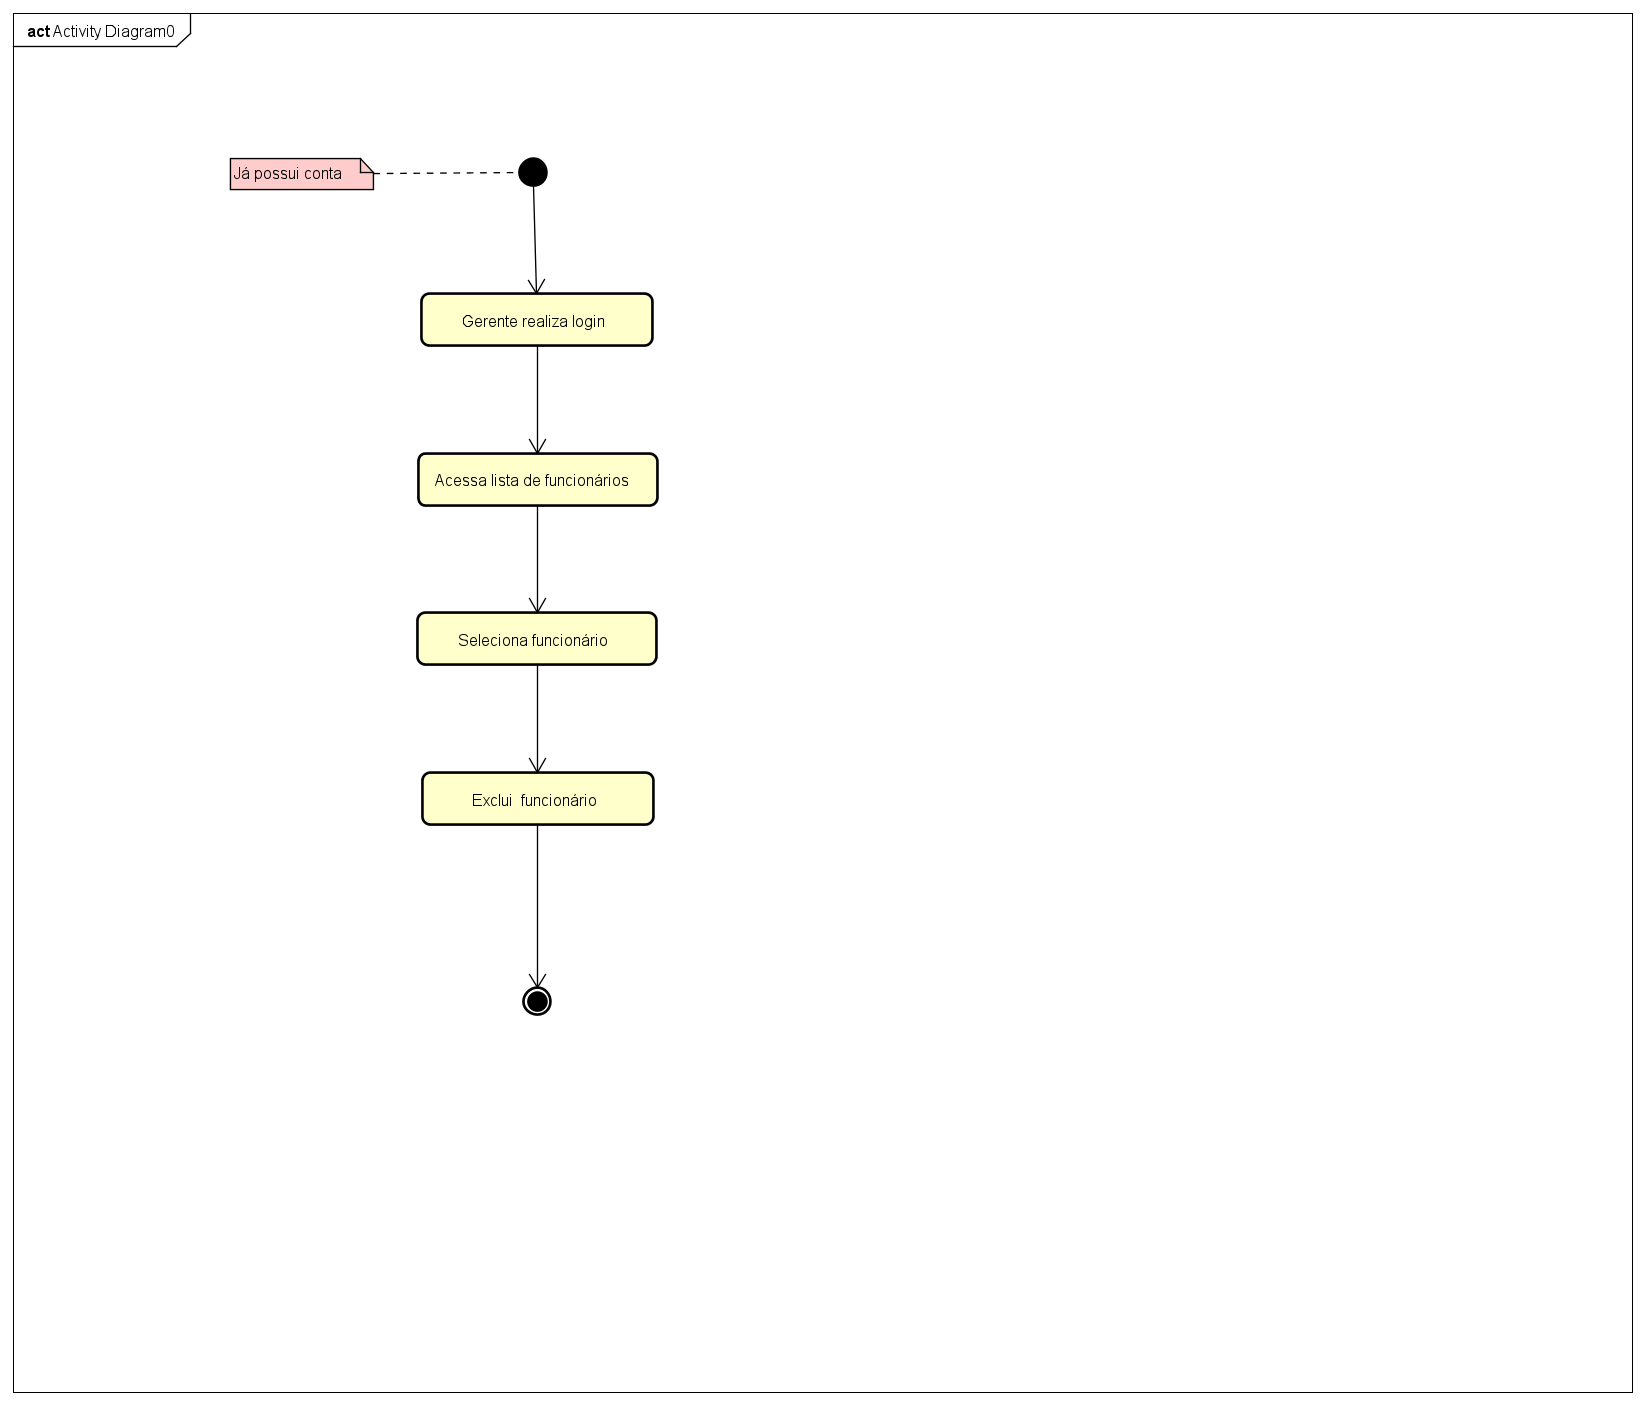 act Activity Diagram0
Já possui conta
Gerente realiza login
Acessa lista de funcionários
Seleciona funcionário
Exclui  funcionário